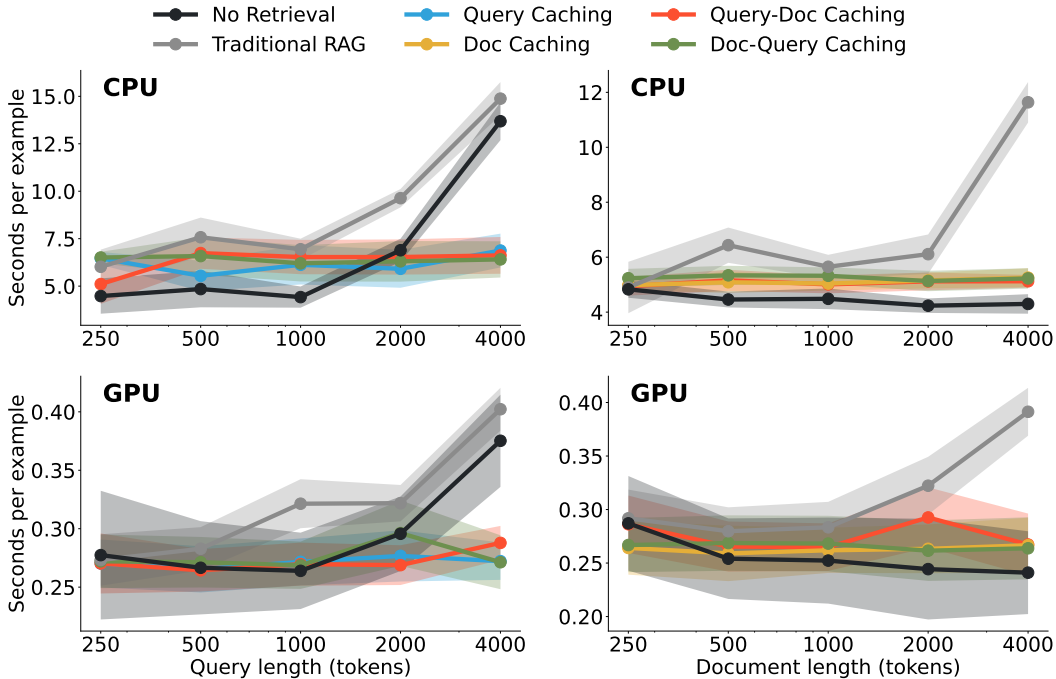 No Retrieval
Query Caching
Query-Doc Caching
Traditional RAG
Doc Caching
Doc-Query Caching
CPU
Seconds per example
15.0
12.5
10.0
7.5
5.0
250 500 1000 2000 4000
CPU
12
10
8
6
4
250 500 1000 2000 4000
GPU
Seconds per example
0.40
0.35
0.30
0.25
250 500 1000 2000 4000
Query length (tokens)
GPU
0.40
0.35
0.30
0.25
0.20
250 500 1000 2000 4000
Document length (tokens)